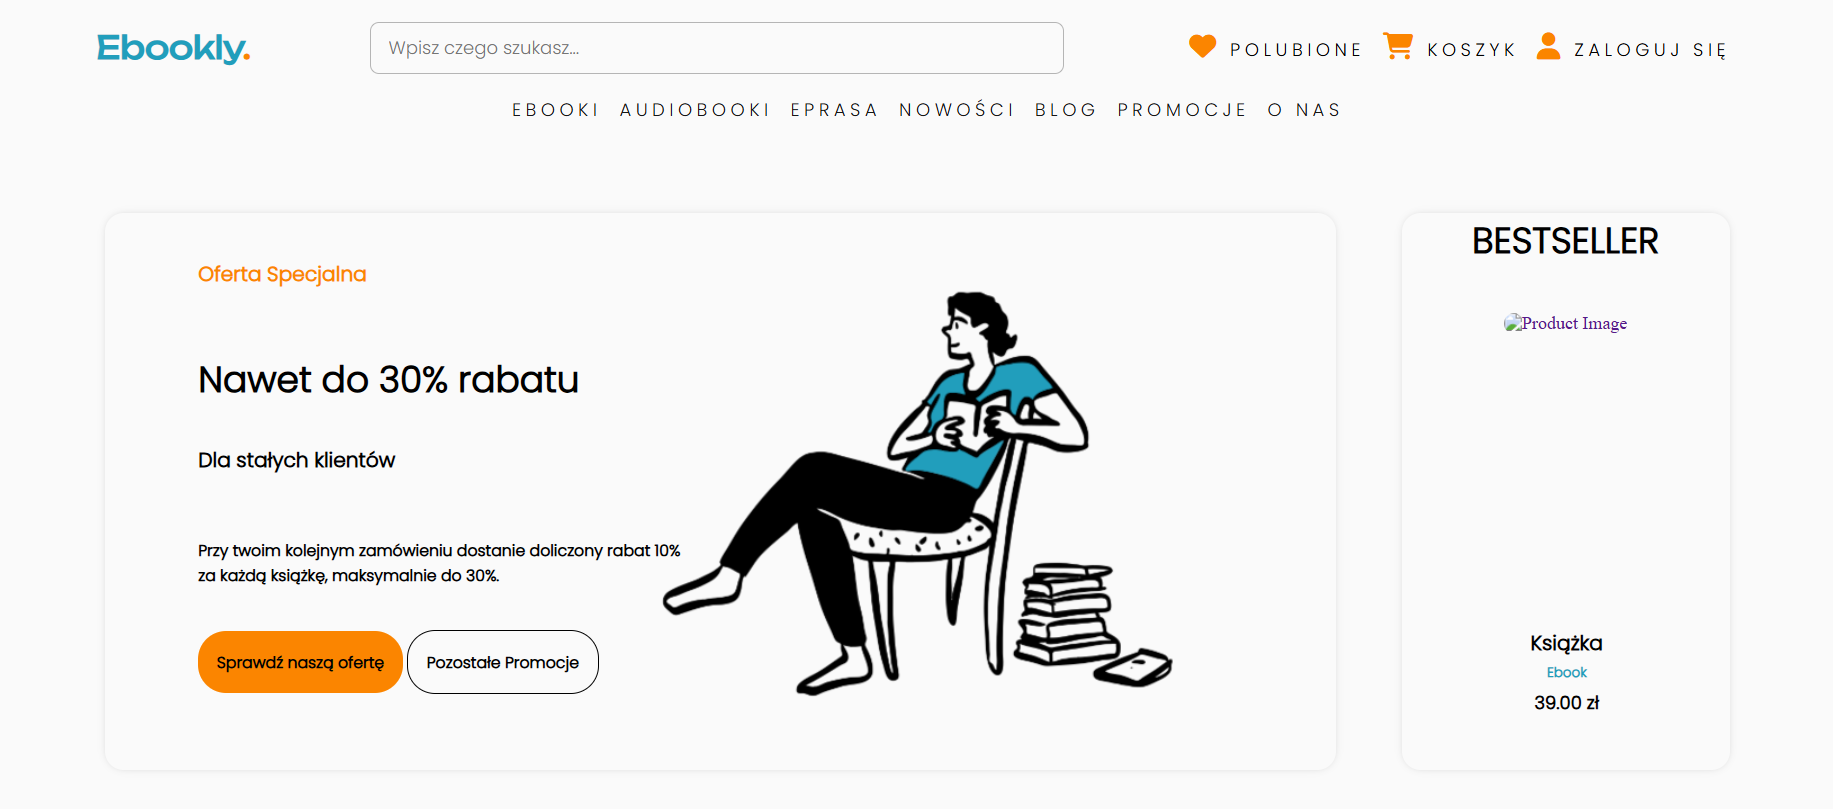 Ebookly.
Wpisz czego szukasz...
POLUBIONE
KOSZYK
ZALOGUJ SIĘ
EBOOKI AUDIOBOOKI EPRASA NOWOŚCI BLOG PROMOCJE O NAS
Oferta Specjalna
Nawet do 30% rabatu
Dla stałych klientów
Przy twoim kolejnym zamówieniu dostanie doliczony rabat 10%
za każdą książkę, maksymalnie do 30%.
Sprawdź naszą ofertę
Pozostałe Promocje
BESTSELLER
Product Image
Książka
Ebook
39.00 zł